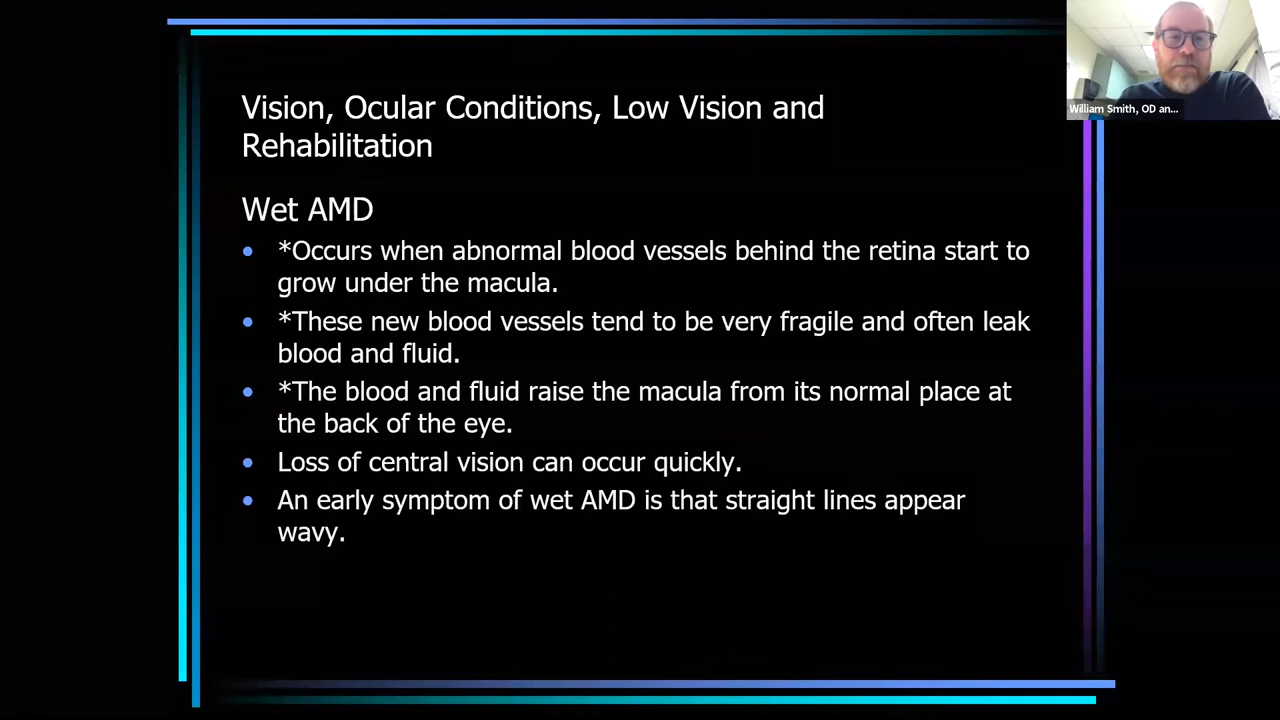 Vision, Ocular Conditions, Low Vision and
Rehabilitation
Wet AMD
*Occurs when abnormal blood vessels behind the retina start to
grow under the macula.
*These new blood vessels tend to be very fragile and often leak
blood and fluid.
*The blood and fluid raise the macula from its normal place at
the back of the eye.
Loss of central vision can occur quickly.
An early symptom of wet AMD is that straight lines appear
wavy.
William Smith, OD an...